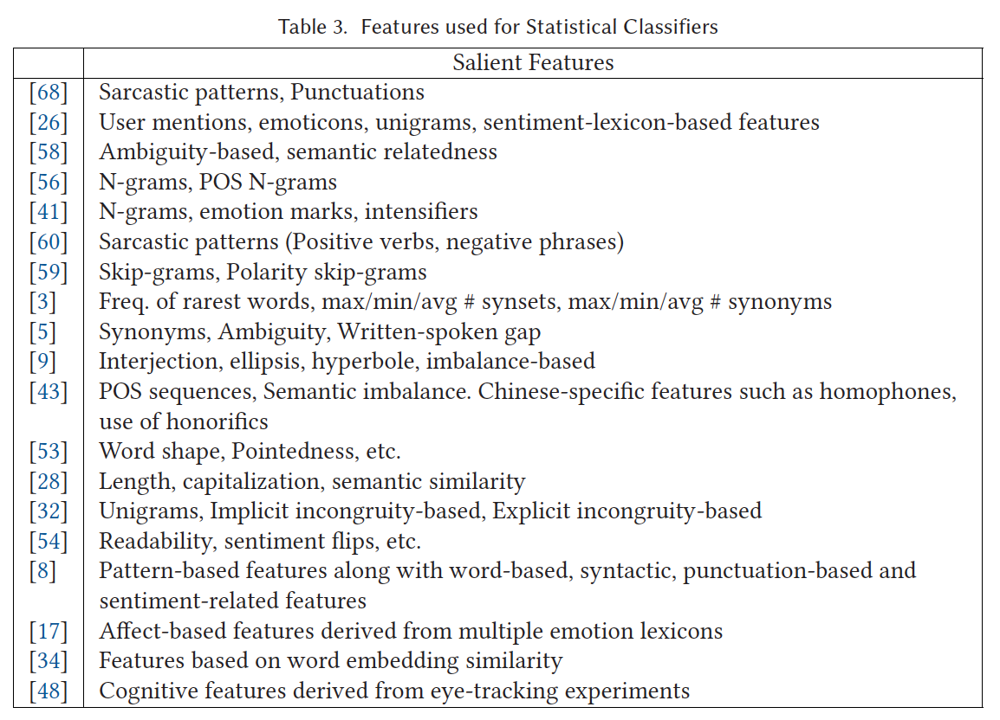 Table 3. Features used for Statistical Classifiers
Salient Features
[68] Sarcastic patterns, Punctuations
[26] User mentions, emoticons, unigrams, sentiment-lexicon-based features
[58] Ambiguity-based, semantic relatedness
[56] N-grams, POS N-grams
[41] N-grams, emotion marks, intensifiers
[60] Sarcastic patterns (Positive verbs, negative phrases)
[59] Skip-grams, Polarity skip-grams
[3] Freq. of rarest words, max/min/avg # synsets, max/min/avg # synonyms
[5] Synonyms, Ambiguity, Written-spoken gap
[9] Interjection, ellipsis, hyperbole, imbalance-based
[43] POS sequences, Semantic imbalance. Chinese-specific features such as homophones,
use of honorifics
[53] Word shape, Pointedness, etc.
[28] Length, capitalization, semantic similarity
[32] Unigrams, Implicit incongruity-based, Explicit incongruity-based
[54] Readability, sentiment flips, etc.
[8] Pattern-based features along with word-based, syntactic, punctuation-based and
sentiment-related features
[17] Affect-based features derived from multiple emotion lexicons
[34] Features based on word embedding similarity
[48] Cognitive features derived from eye-tracking experiments